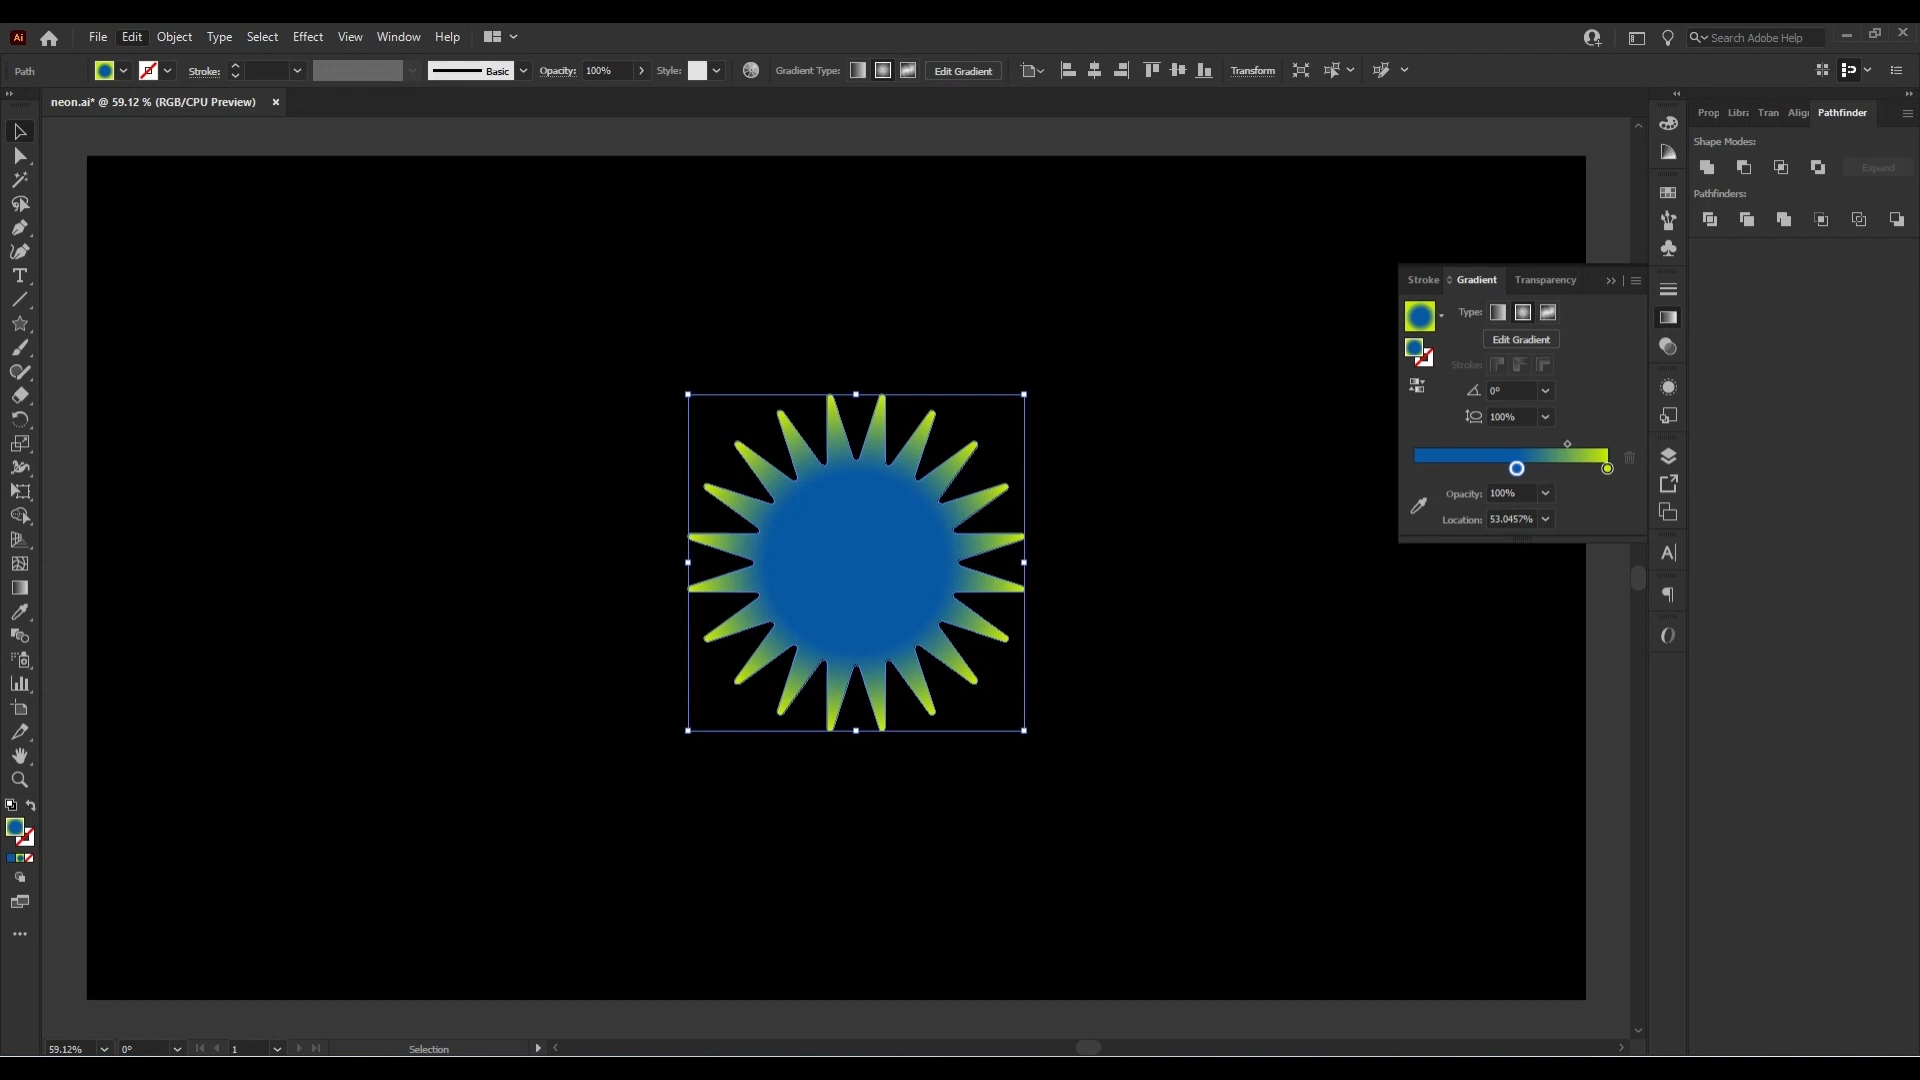 Ai File Edit Object Type Select Effect View Window Help Search Adobe Help
Path Stroke: Basic Opacity: 100% Style: Gradient Type: Edit Gradient Transform
neon.ai* @ 59.12 % (RGB/CPU Preview)
Prop Libra Tran Align Pathfinder
Shape Modes:
Expand
Pathfinders:
Stroke Gradient Transparency
Type:
Edit Gradient
Stroke:
0°
100%
Opacity: 100%
Location: 53.0457%
59.12% 0° 1 Selection